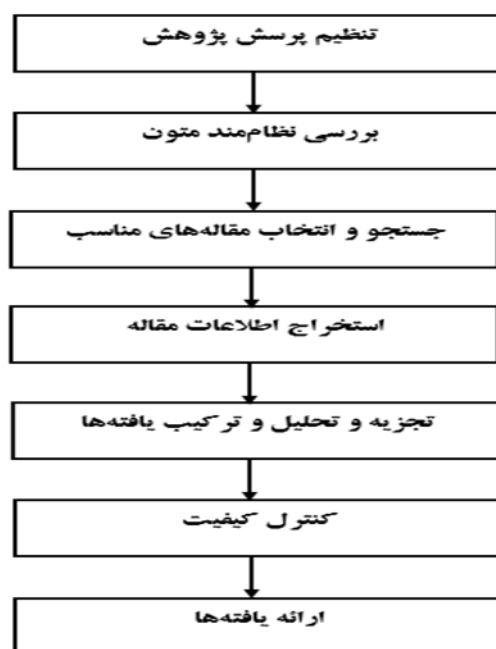 تنظیم پرسش پژوهش
بررسی نظام‌مند متون
جستجو و انتخاب مقاله‌های مناسب
استخراج اطلاعات مقاله
تجزیه و تحلیل و ترکیب یافته‌ها
کنترل کیفیت
ارائه یافته‌ها